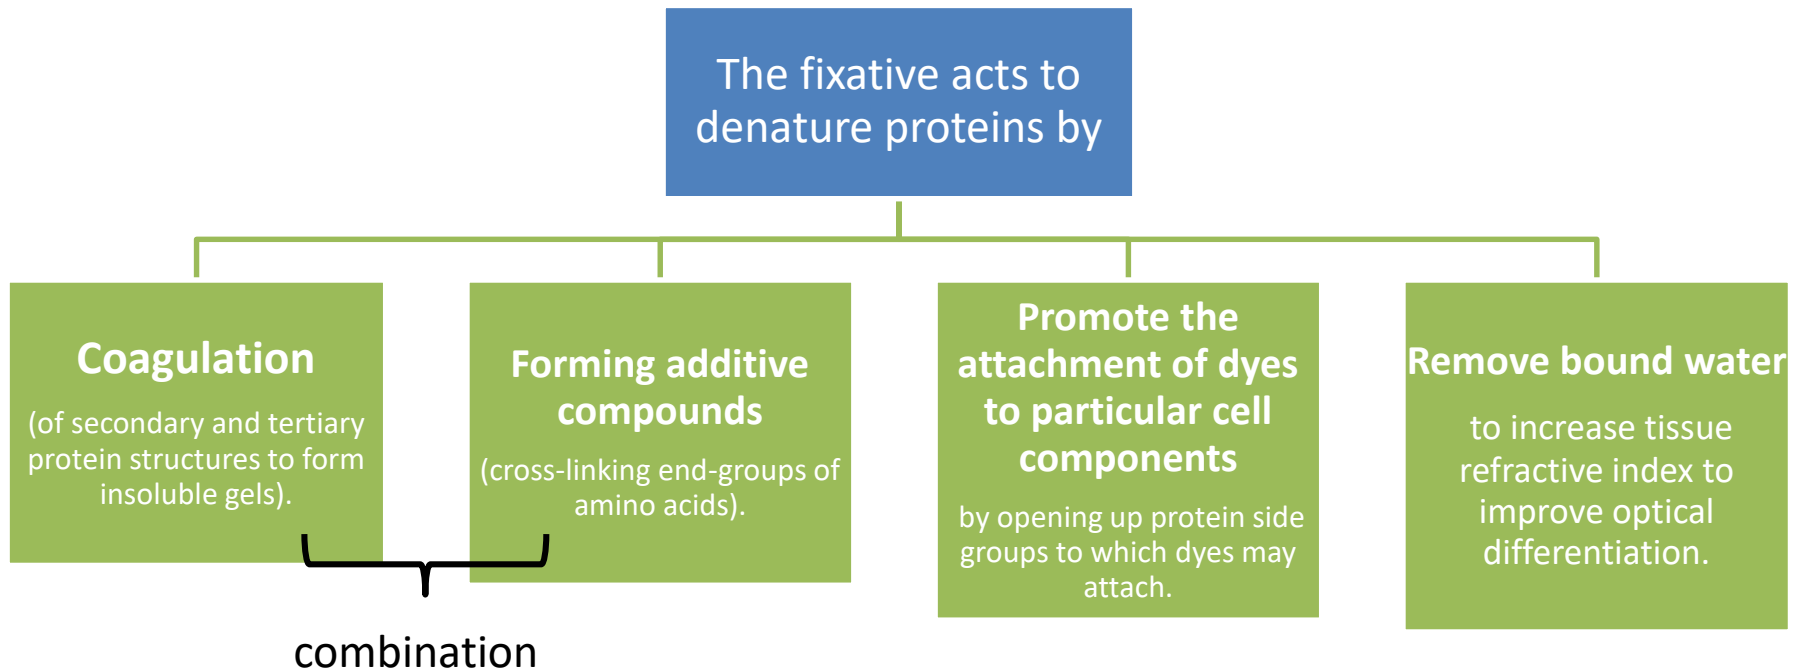 The fixative acts to
denature proteins by
Coagulation
(of secondary and tertiary
protein structures to form
insoluble gels).
Forming additive
compounds
(cross-linking end-groups of
amino acids).
Promote the
attachment of dyes
to particular cell
components
by opening up protein side
groups to which dyes may
attach.
Remove bound water
to increase tissue
refractive index to
improve optical
differentiation.
combination